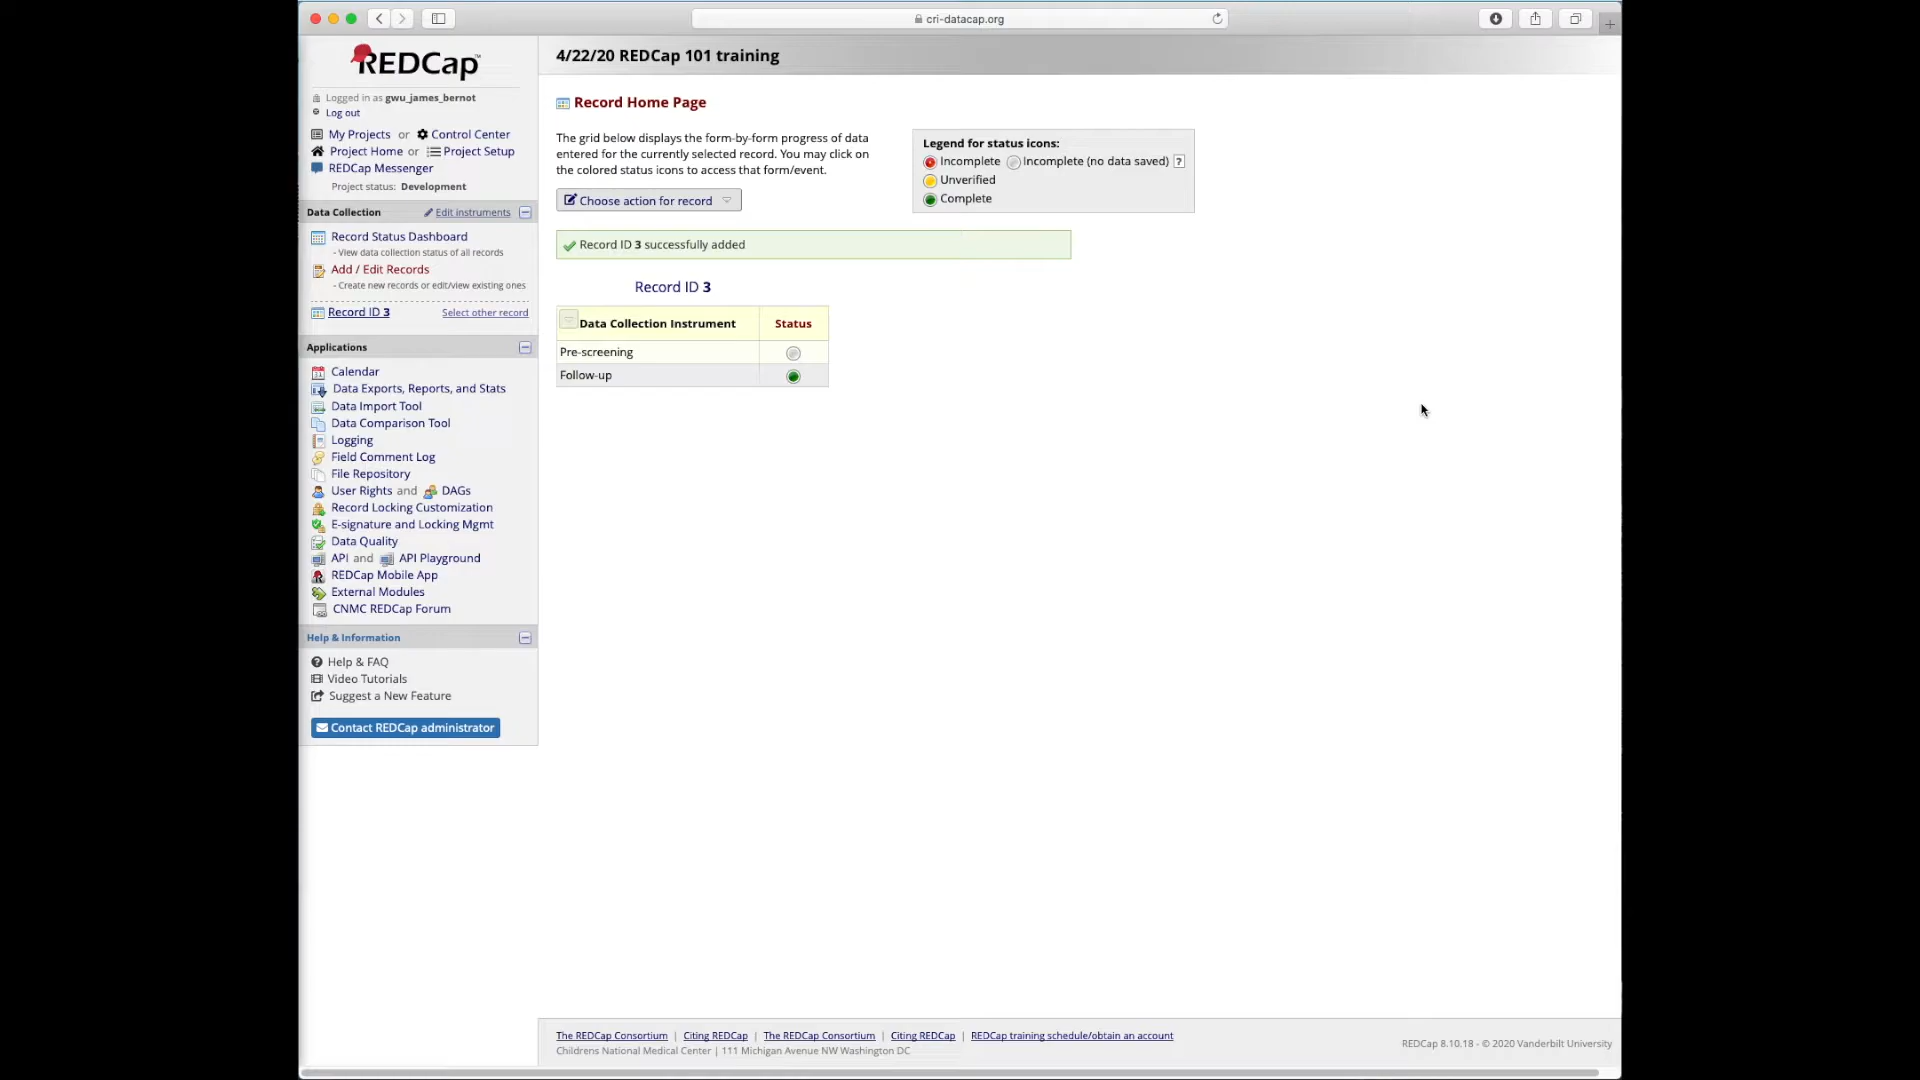 cri-datacap.org
REDCap™
Logged in as gwu_james_bernot
Log out
My Projects or Control Center
Project Home or Project Setup
REDCap Messenger
Project status: Development
Data Collection Edit instruments
Record Status Dashboard
- View data collection status of all records
Add / Edit Records
- Create new records or edit/view existing ones
Record ID 3 Select other record
Applications
Calendar
Data Exports, Reports, and Stats
Data Import Tool
Data Comparison Tool
Logging
Field Comment Log
File Repository
User Rights and DAGs
Record Locking Customization
E-signature and Locking Mgmt
Data Quality
API and API Playground
REDCap Mobile App
External Modules
CNMC REDCap Forum
Help & Information
Help & FAQ
Video Tutorials
Suggest a New Feature
Contact REDCap administrator
4/22/20 REDCap 101 training
Record Home Page
The grid below displays the form-by-form progress of data
entered for the currently selected record. You may click on
the colored status icons to access that form/event.
Choose action for record
Legend for status icons:
Incomplete Incomplete (no data saved) ?
Unverified
Complete
Record ID 3 successfully added
Record ID 3
Data Collection Instrument Status
Pre-screening
Follow-up
The REDCap Consortium | Citing REDCap | The REDCap Consortium | Citing REDCap | REDCap training schedule/obtain an account
Childrens National Medical Center | 111 Michigan Avenue NW Washington DC
REDCap 8.10.18 - © 2020 Vanderbilt University